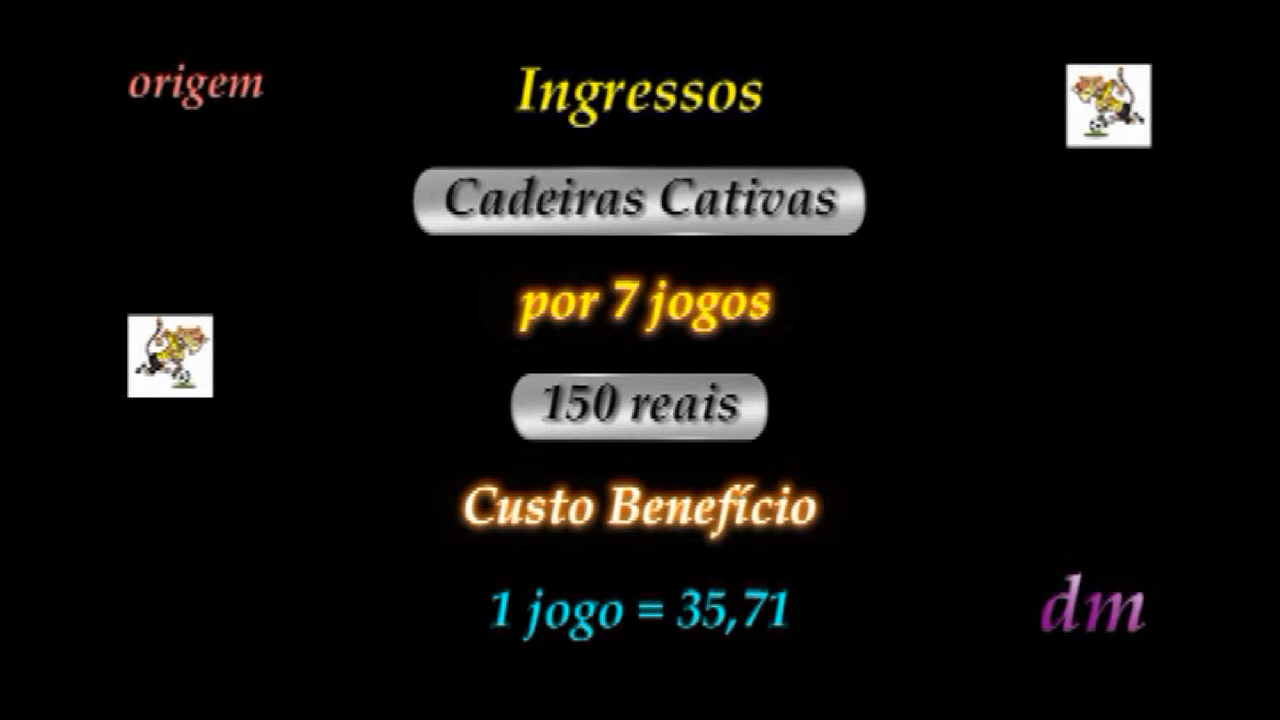 origem
Ingressos
Cadeiras Cativas
por 7 jogos
150 reais
Custo Benefício
1 jogo = 35,71
dm